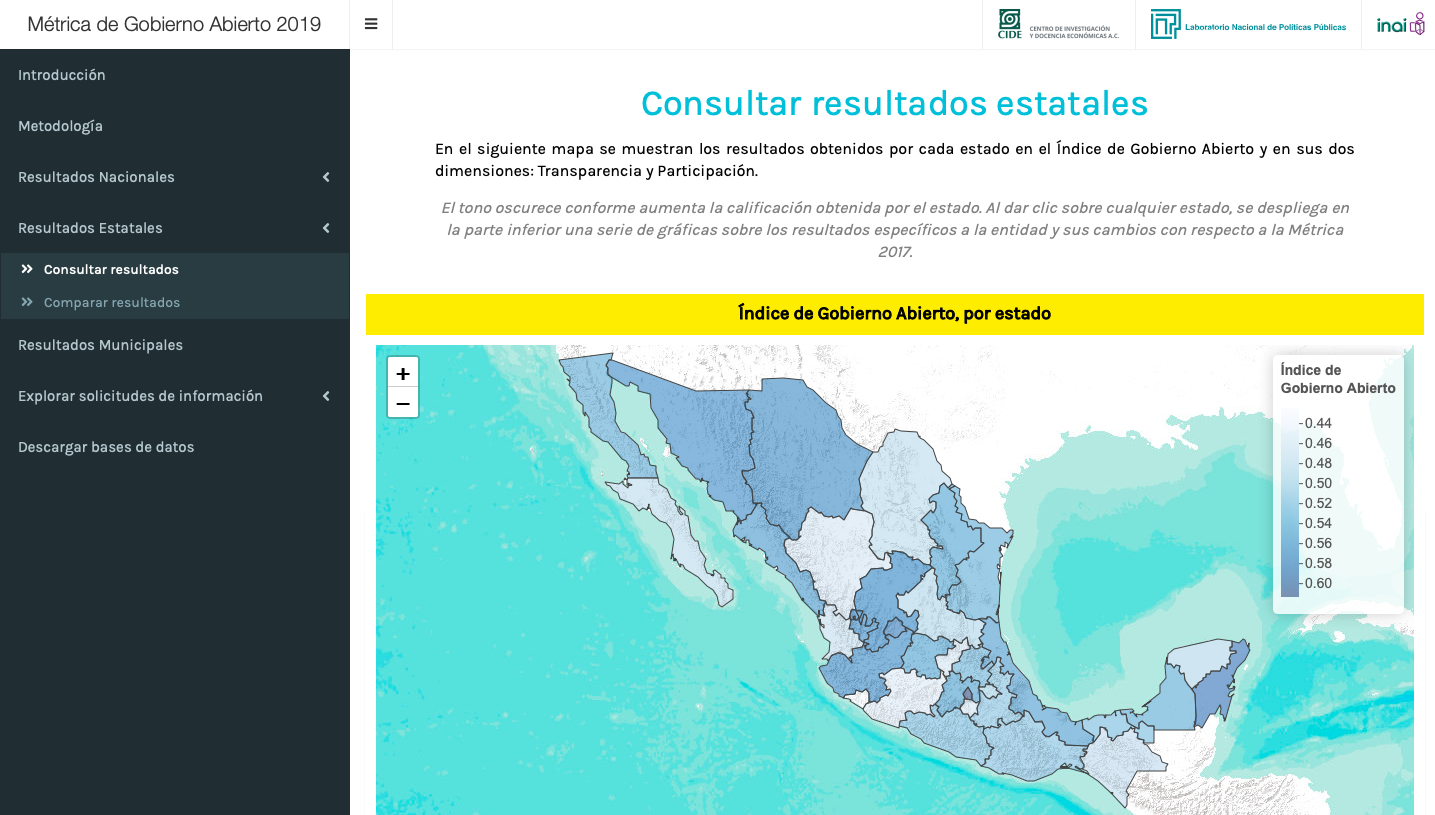 Métrica de Gobierno Abierto 2019
CIDE
CENTRO DE INVESTIGACIÓN
Y DOCENCIA ECONÓMICAS A.C.
Laboratorio Nacional de Políticas Públicas
inai
Introducción
Metodología
Resultados Nacionales
Resultados Estatales
Consultar resultados
Comparar resultados
Resultados Municipales
Explorar solicitudes de información
Descargar bases de datos
Consultar resultados estatales
En el siguiente mapa se muestran los resultados obtenidos por cada estado en el Índice de Gobierno Abierto y en sus dos
dimensiones: Transparencia y Participación.
El tono oscurece conforme aumenta la calificación obtenida por el estado. Al dar clic sobre cualquier estado, se despliega en
la parte inferior una serie de gráficas sobre los resultados específicos a la entidad y sus cambios con respecto a la Métrica
2017.
Índice de Gobierno Abierto, por estado
+
−
Índice de
Gobierno Abierto
0.44
0.46
0.48
0.50
0.52
0.54
0.56
0.58
0.60